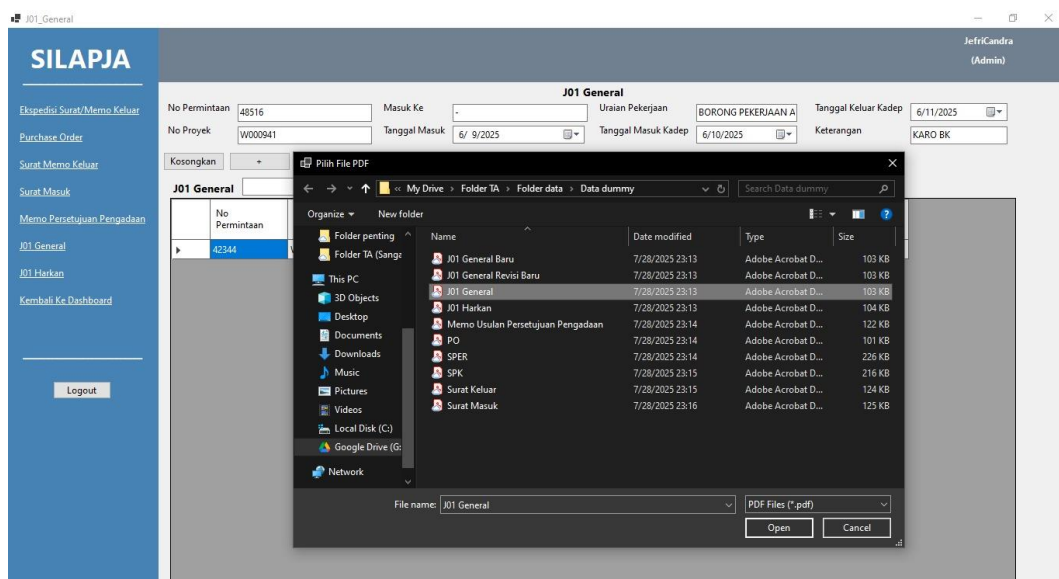 J01_General
JefriCandra
(Admin)
SILAPJA
Ekspedisi Surat/Memo Keluar
Purchase Order
Surat Memo Keluar
Surat Masuk
Memo Persetujuan Pengadaan
J01 General
J01 Harkan
Kembali Ke Dashboard
Logout
J01 General
No Permintaan 48516 Masuk Ke - Uraian Pekerjaan BORONG PEKERJAAN A Tanggal Keluar Kadep 6/11/2025
No Proyek W000941 Tanggal Masuk 6/ 9/2025 Tanggal Masuk Kadep 6/10/2025 Keterangan KARO BK
Kosongkan +
J01 General
No Permintaan
42344
Pilih File PDF
« My Drive > Folder TA > Folder data > Data dummy Search Data dummy
Organize New folder
Folder penting
Folder TA (Sanga
This PC
3D Objects
Desktop
Documents
Downloads
Music
Pictures
Videos
Local Disk (C:)
Google Drive (G:
Network
Name Date modified Type Size
J01 General Baru 7/28/2025 23:13 Adobe Acrobat D... 103 KB
J01 General Revisi Baru 7/28/2025 23:13 Adobe Acrobat D... 103 KB
J01 General 7/28/2025 23:13 Adobe Acrobat D... 103 KB
J01 Harkan 7/28/2025 23:13 Adobe Acrobat D... 104 KB
Memo Usulan Persetujuan Pengadaan 7/28/2025 23:14 Adobe Acrobat D... 122 KB
PO 7/28/2025 23:14 Adobe Acrobat D... 101 KB
SPER 7/28/2025 23:14 Adobe Acrobat D... 226 KB
SPK 7/28/2025 23:15 Adobe Acrobat D... 216 KB
Surat Keluar 7/28/2025 23:15 Adobe Acrobat D... 124 KB
Surat Masuk 7/28/2025 23:16 Adobe Acrobat D... 125 KB
File name: J01 General PDF Files (*.pdf)
Open Cancel